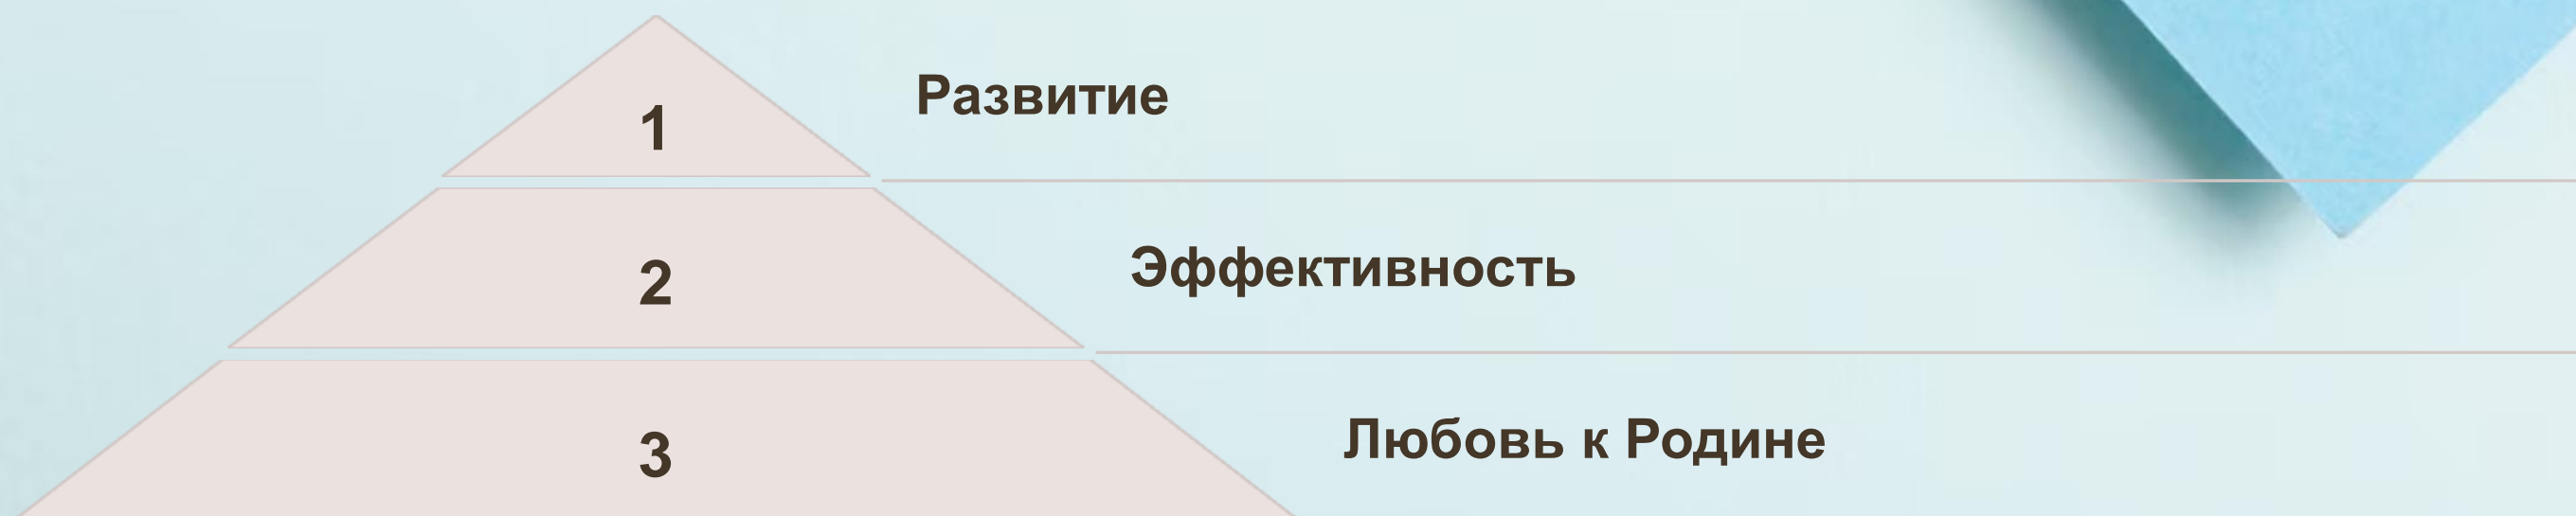 1
Развитие
2
Эффективность
3
Любовь к Родине